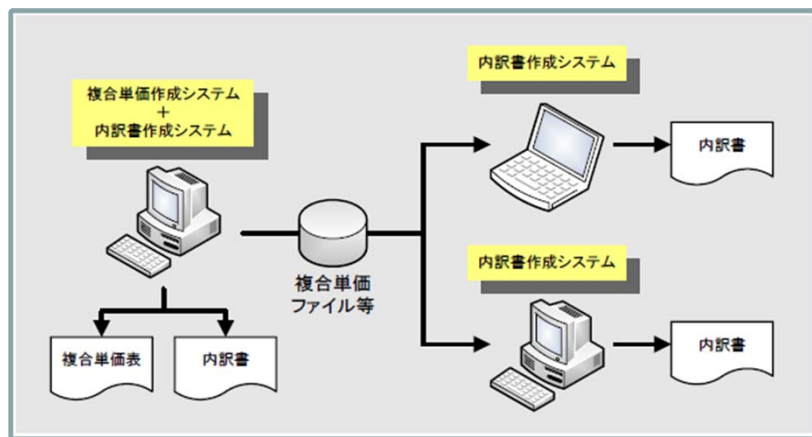 複合単価作成システム
+
内訳書作成システム
複合単価
ファイル等
複合単価表
内訳書
内訳書作成システム
内訳書
内訳書作成システム
内訳書